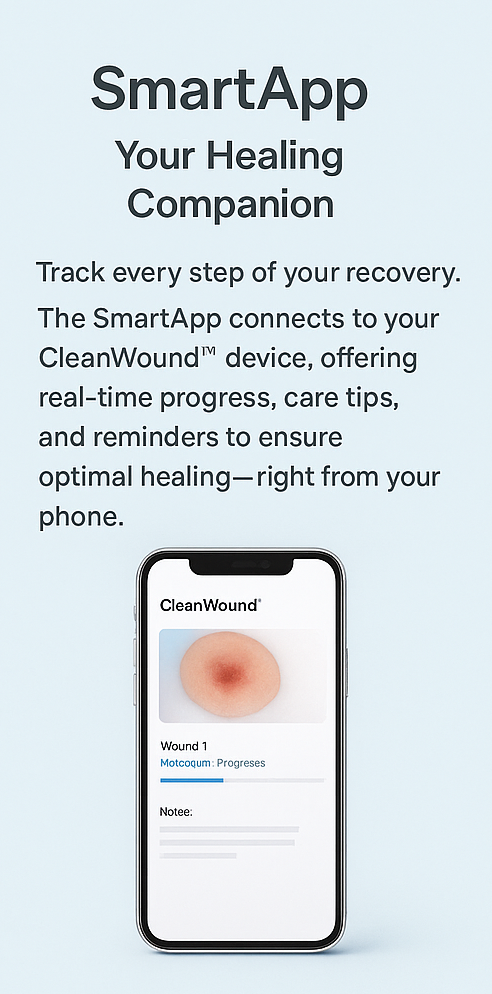 SmartApp
Your Healing
Companion
Track every step of your recovery.
The SmartApp connects to your
CleanWound™ device, offering
real-time progress, care tips,
and reminders to ensure
optimal healing—right from your
phone.
CleanWound®
Wound 1
Motcoqum: Progreses
Notee: